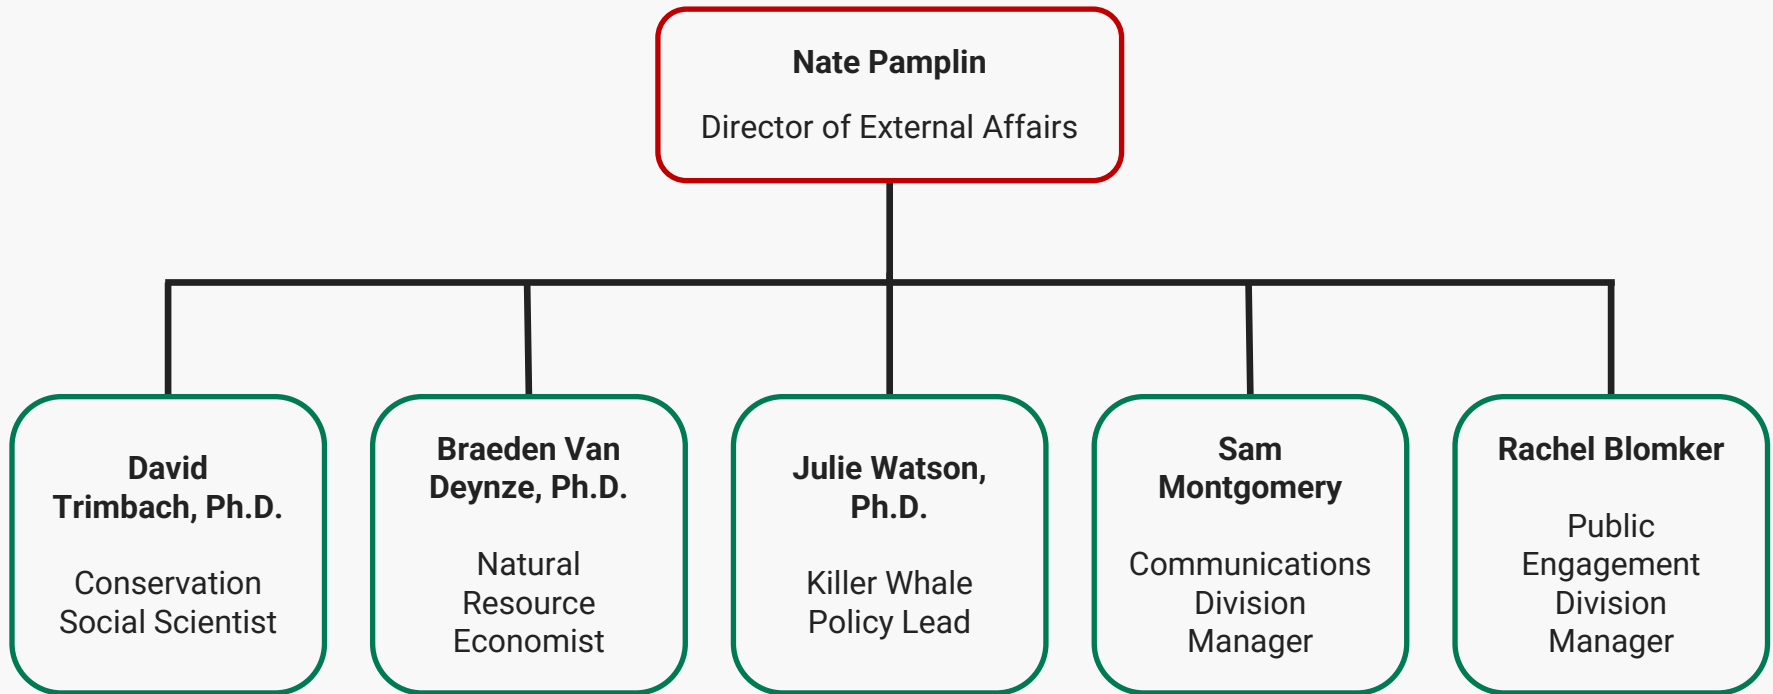 Nate Pamplin
Director of External Affairs
David
Trimbach, Ph.D.
Conservation
Social Scientist
Braeden Van
Deynze, Ph.D.
Natural
Resource
Economist
Julie Watson,
Ph.D.
Killer Whale
Policy Lead
Sam
Montgomery
Communications
Division
Manager
Rachel Blomker
Public
Engagement
Division
Manager